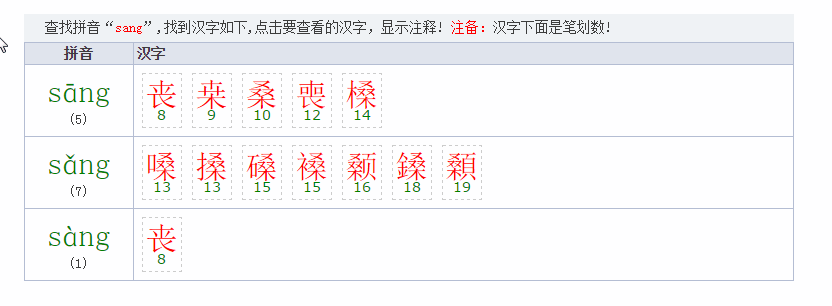 查找拼音“sang”,找到汉字如下,点击要查看的汉字，显示注释! 注备：汉字下面是笔划数!
拼音 汉字
sāng 丧 桒 桑 喪 槡
(5) 8 9 10 12 14
sǎng 嗓 搡 磉 褬 颡 鎟 顙
(7) 13 13 15 15 16 18 19
sàng 丧
(1) 8